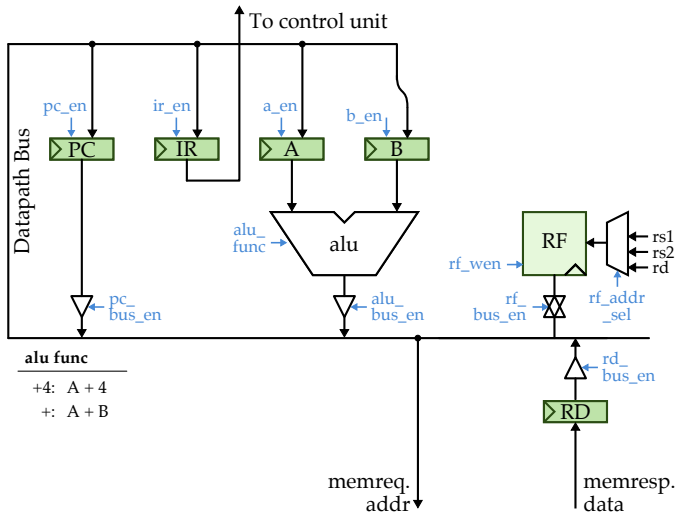 To control unit
Datapath Bus
pc_en
ir_en
a_en
b_en
PC
IR
A
B
alu_
func
alu
RF
rs1
rs2
rd
rf_wen
rf_addr
_sel
pc_
bus_en
alu_
bus_en
rf_
bus_en
alu func
+4: A + 4
+: A + B
rd_
bus_en
RD
memreq.
addr
memresp.
data